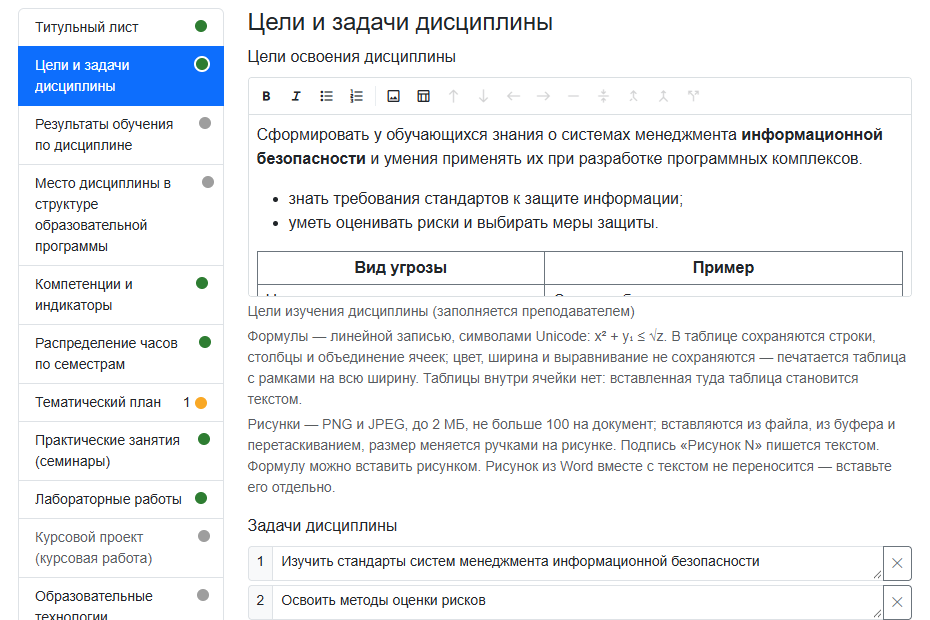 Титульный лист
Цели и задачи
дисциплины
Результаты обучения
по дисциплине
Место дисциплины в
структуре
образовательной
программы
Компетенции и
индикаторы
Распределение часов
по семестрам
Тематический план 1
Практические занятия
(семинары)
Лабораторные работы
Курсовой проект
(курсовая работа)
Образовательные
технологии
Цели и задачи дисциплины
Цели освоения дисциплины
B I
Сформировать у обучающихся знания о системах менеджмента информационной
безопасности и умения применять их при разработке программных комплексов.
• знать требования стандартов к защите информации;
• уметь оценивать риски и выбирать меры защиты.
Вид угрозы Пример
Цели изучения дисциплины (заполняется преподавателем)
Формулы — линейной записью, символами Unicode: x² + y₁ ≤ √z. В таблице сохраняются строки,
столбцы и объединение ячеек; цвет, ширина и выравнивание не сохраняются — печатается таблица
с рамками на всю ширину. Таблицы внутри ячейки нет: вставленная туда таблица становится
текстом.
Рисунки — PNG и JPEG, до 2 МБ, не больше 100 на документ; вставляются из файла, из буфера и
перетаскиванием, размер меняется ручками на рисунке. Подпись «Рисунок N» пишется текстом.
Формулу можно вставить рисунком. Рисунок из Word вместе с текстом не переносится — вставьте
его отдельно.
Задачи дисциплины
1 Изучить стандарты систем менеджмента информационной безопасности
2 Освоить методы оценки рисков